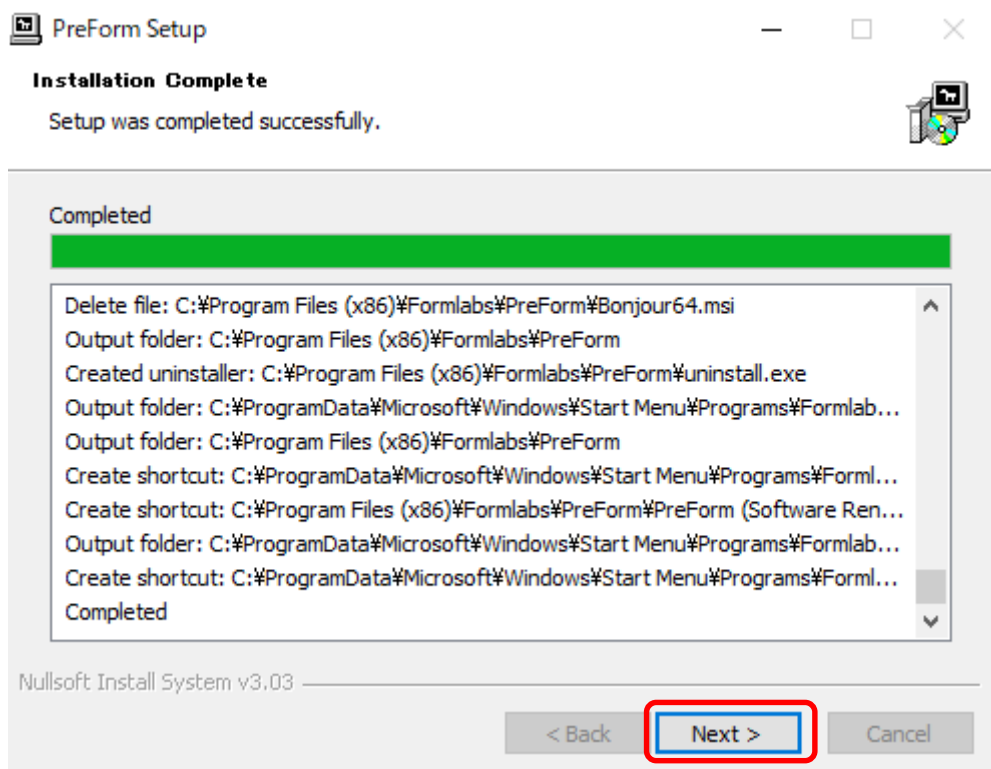 PreForm Setup
Installation Complete
Setup was completed successfully.
Completed
Delete file: C:¥Program Files (x86)¥Formlabs¥PreForm¥Bonjour64.msi
Output folder: C:¥Program Files (x86)¥Formlabs¥PreForm
Created uninstaller: C:¥Program Files (x86)¥Formlabs¥PreForm¥uninstall.exe
Output folder: C:¥ProgramData¥Microsoft¥Windows¥Start Menu¥Programs¥Formlab...
Output folder: C:¥Program Files (x86)¥Formlabs¥PreForm
Create shortcut: C:¥ProgramData¥Microsoft¥Windows¥Start Menu¥Programs¥Forml...
Create shortcut: C:¥Program Files (x86)¥Formlabs¥PreForm¥PreForm (Software Ren...
Output folder: C:¥ProgramData¥Microsoft¥Windows¥Start Menu¥Programs¥Formlab...
Create shortcut: C:¥ProgramData¥Microsoft¥Windows¥Start Menu¥Programs¥Forml...
Completed
Nullsoft Install System v3.03
< Back Next > Cancel